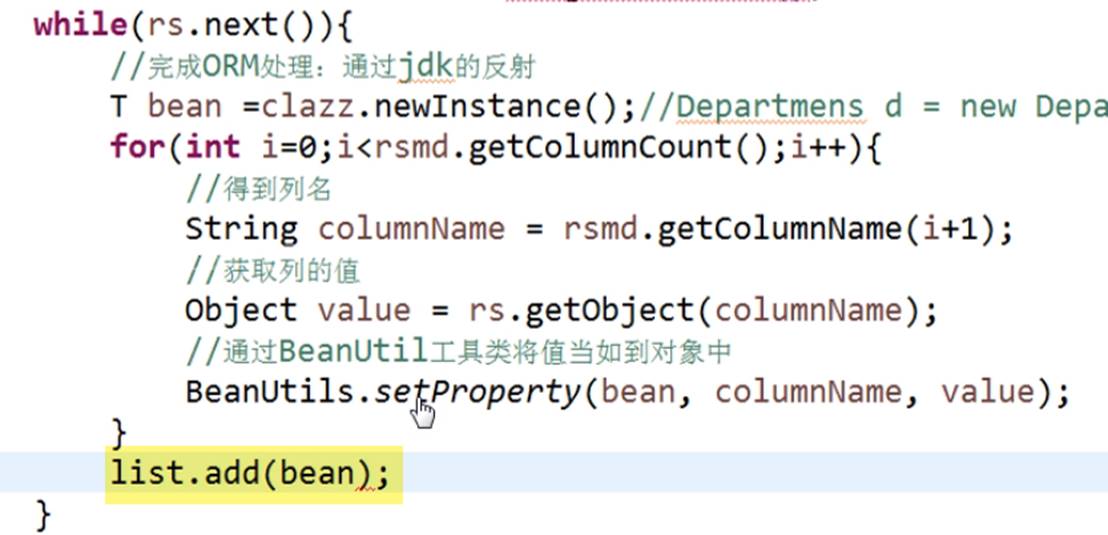 while(rs.next()){
//完成ORM处理：通过jdk的反射
T bean =clazz.newInstance();//Departmens d = new Depa
for(int i=0;i<rsmd.getColumnCount();i++){
//得到列名
String columnName = rsmd.getColumnName(i+1);
//获取列的值
Object value = rs.getObject(columnName);
//通过BeanUtil工具类将值当如到对象中
BeanUtils.setProperty(bean, columnName, value);
}
list.add(bean);
}